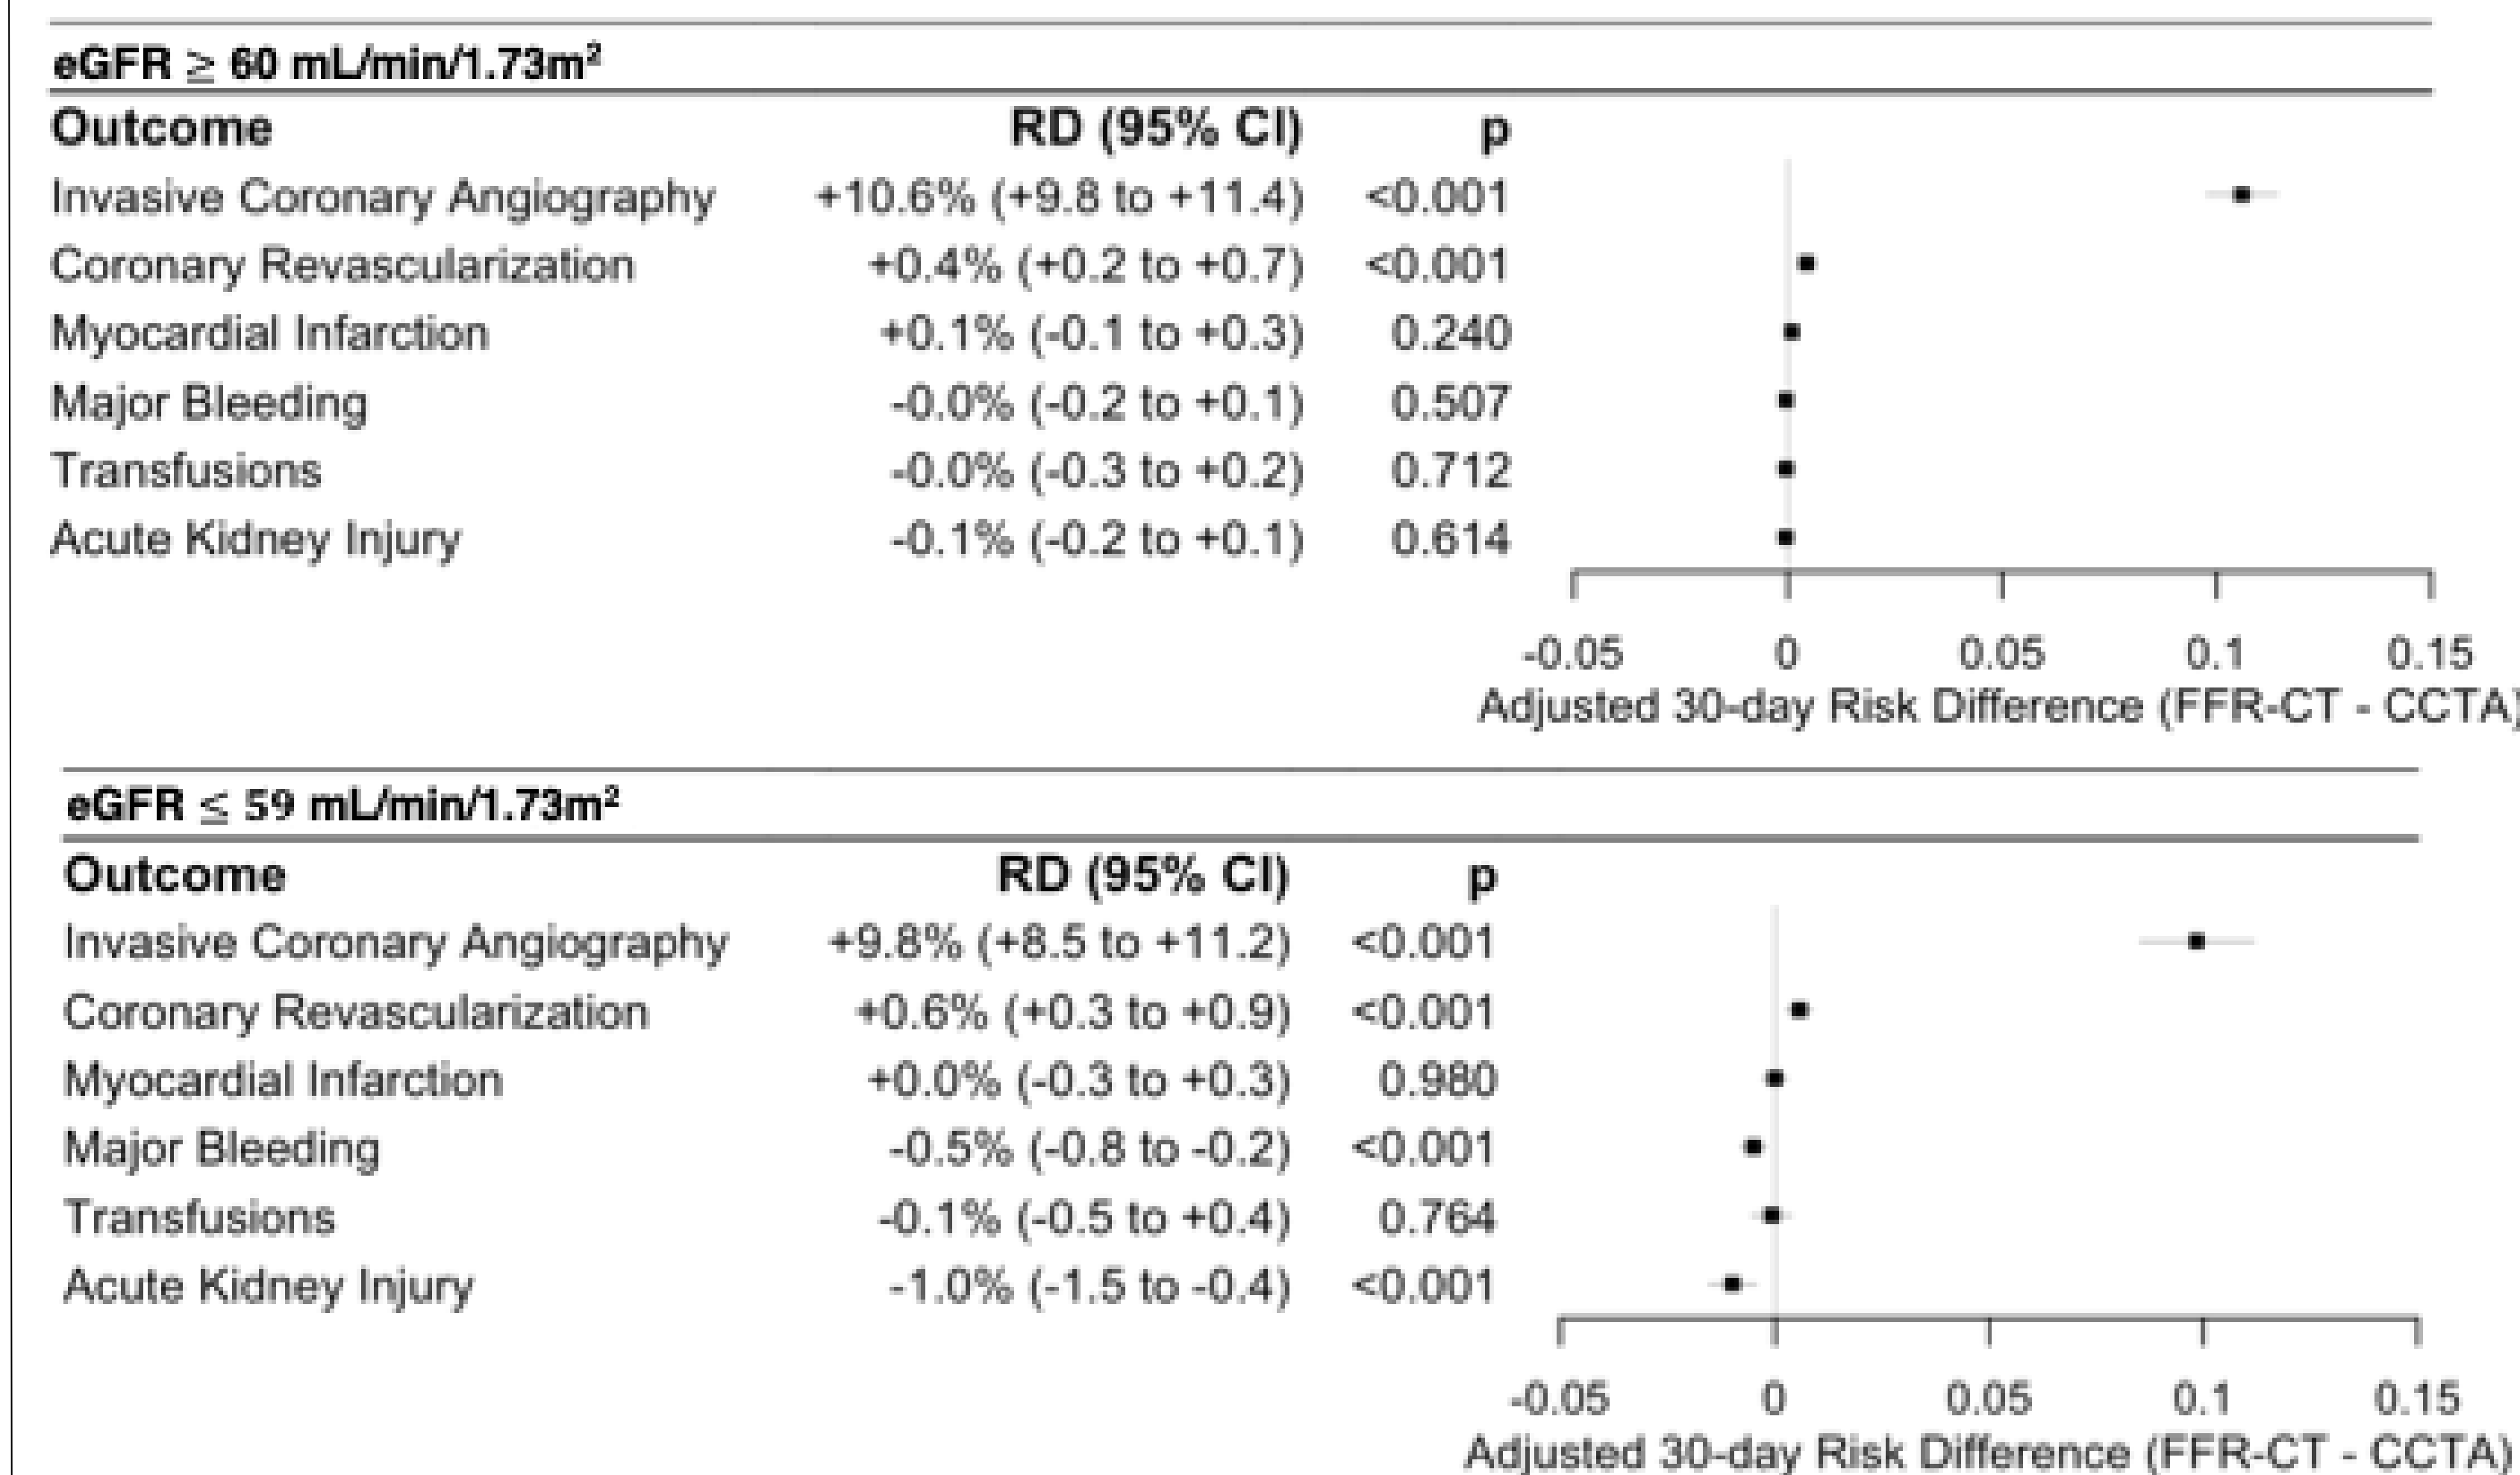 eGFR ≥ 60 mL/min/1.73m²
Outcome RD (95% CI) p
Invasive Coronary Angiography +10.6% (+9.8 to +11.4) <0.001
Coronary Revascularization +0.4% (+0.2 to +0.7) <0.001
Myocardial Infarction +0.1% (-0.1 to +0.3) 0.240
Major Bleeding -0.0% (-0.2 to +0.1) 0.507
Transfusions -0.0% (-0.3 to +0.2) 0.712
Acute Kidney Injury -0.1% (-0.2 to +0.1) 0.614
-0.05 0 0.05 0.1 0.15
Adjusted 30-day Risk Difference (FFR-CT - CCTA)
eGFR ≤ 59 mL/min/1.73m²
Outcome RD (95% CI) p
Invasive Coronary Angiography +9.8% (+8.5 to +11.2) <0.001
Coronary Revascularization +0.6% (+0.3 to +0.9) <0.001
Myocardial Infarction +0.0% (-0.3 to +0.3) 0.980
Major Bleeding -0.5% (-0.8 to -0.2) <0.001
Transfusions -0.1% (-0.5 to +0.4) 0.764
Acute Kidney Injury -1.0% (-1.5 to -0.4) <0.001
-0.05 0 0.05 0.1 0.15
Adjusted 30-day Risk Difference (FFR-CT - CCTA)